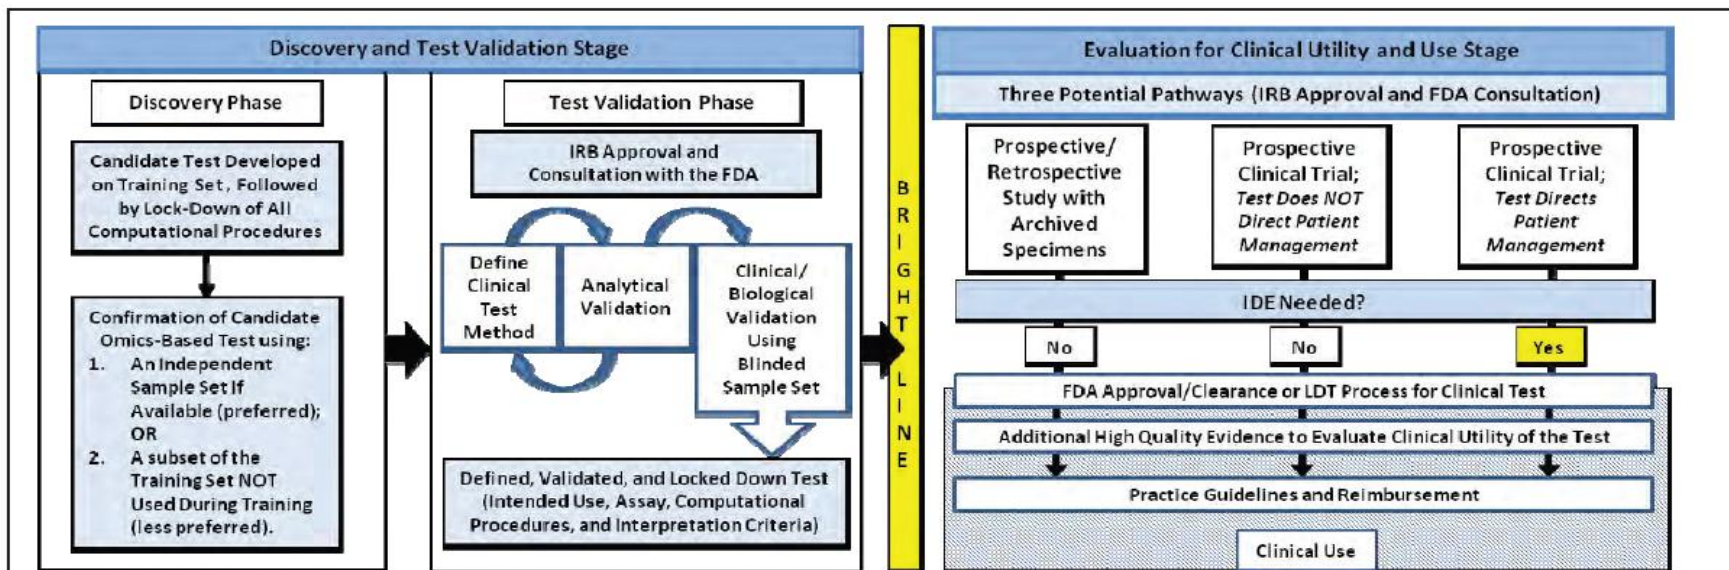 Discovery and Test Validation Stage
Discovery Phase
Candidate Test Developed
on Training Set, Followed
by Lock-Down of All
Computational Procedures
Confirmation of Candidate
Omics-Based Test using:
1. An Independent
Sample Set If
Available (preferred);
OR
2. A subset of the
Training Set NOT
Used During Training
(less preferred).
Test Validation Phase
IRB Approval and
Consultation with the FDA
Define
Clinical
Test
Method
Analytical
Validation
Clinical/
Biological
Validation
Using
Blinded
Sample Set
Defined, Validated, and Locked Down Test
(Intended Use, Assay, Computational
Procedures, and Interpretation Criteria)
B
R
I
G
H
T
L
I
N
E
Evaluation for Clinical Utility and Use Stage
Three Potential Pathways (IRB Approval and FDA Consultation)
Prospective/
Retrospective
Study with
Archived
Specimens
Prospective
Clinical Trial;
Test Does NOT
Direct Patient
Management
Prospective
Clinical Trial;
Test Directs
Patient
Management
IDE Needed?
No
No
Yes
FDA Approval/Clearance or LDT Process for Clinical Test
Additional High Quality Evidence to Evaluate Clinical Utility of the Test
Practice Guidelines and Reimbursement
Clinical Use